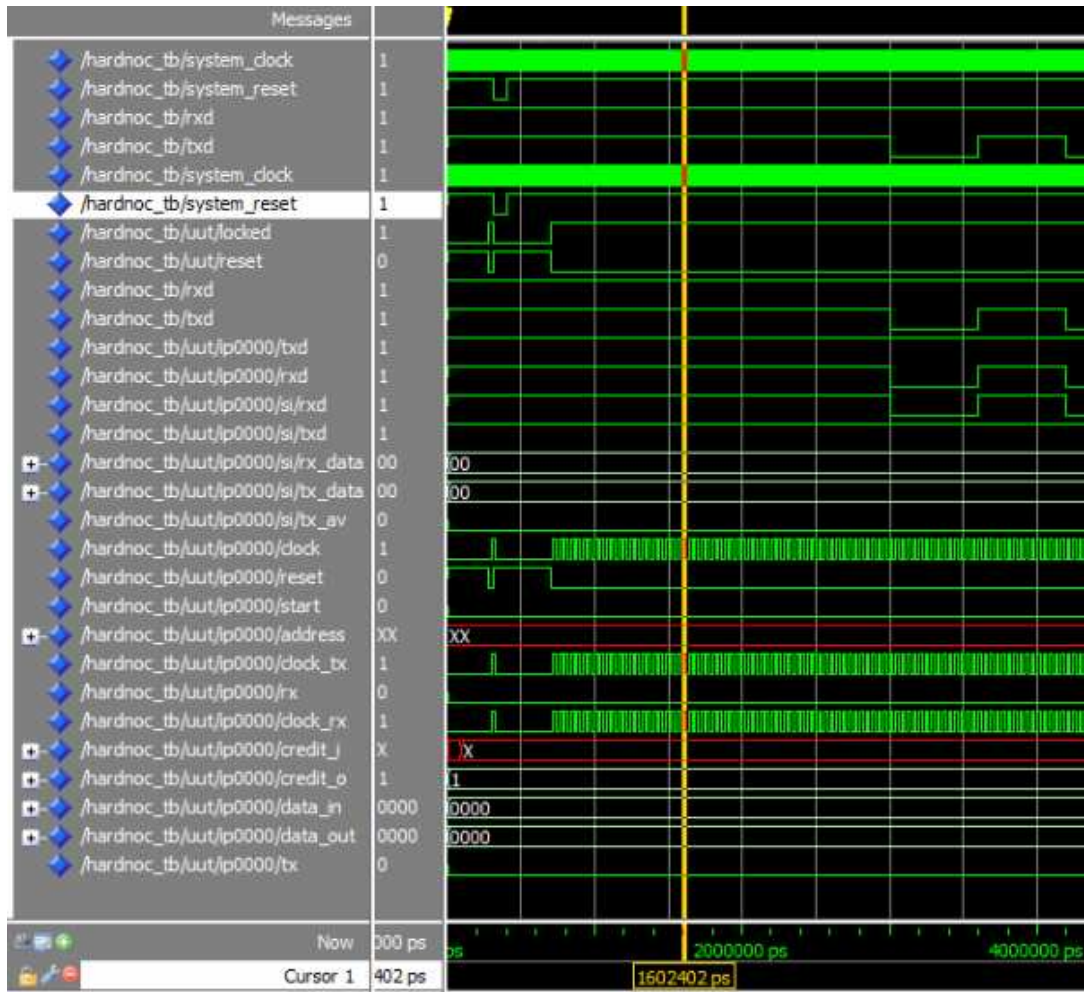 Messages
/hardnoc_tb/system_clock 1
/hardnoc_tb/system_reset 1
/hardnoc_tb/rxd 1
/hardnoc_tb/txd 1
/hardnoc_tb/system_clock 1
/hardnoc_tb/system_reset 1
/hardnoc_tb/uut/locked 1
/hardnoc_tb/uut/reset 0
/hardnoc_tb/rxd 1
/hardnoc_tb/txd 1
/hardnoc_tb/uut/ip0000/txd 1
/hardnoc_tb/uut/ip0000/rxd 1
/hardnoc_tb/uut/ip0000/si/rxd 1
/hardnoc_tb/uut/ip0000/si/txd 1
/hardnoc_tb/uut/ip0000/si/rx_data 00 00
/hardnoc_tb/uut/ip0000/si/tx_data 00 00
/hardnoc_tb/uut/ip0000/si/tx_av 0
/hardnoc_tb/uut/ip0000/clock 1
/hardnoc_tb/uut/ip0000/reset 0
/hardnoc_tb/uut/ip0000/start 0
/hardnoc_tb/uut/ip0000/address XX XX
/hardnoc_tb/uut/ip0000/clock_tx 1
/hardnoc_tb/uut/ip0000/rx 0
/hardnoc_tb/uut/ip0000/clock_rx 1
/hardnoc_tb/uut/ip0000/credit_i X X
/hardnoc_tb/uut/ip0000/credit_o 1 1
/hardnoc_tb/uut/ip0000/data_in 0000 0000
/hardnoc_tb/uut/ip0000/data_out 0000 0000
/hardnoc_tb/uut/ip0000/tx 0
Now 000 ps ps 2000000 ps 4000000 ps
Cursor 1 402 ps 1602402 ps